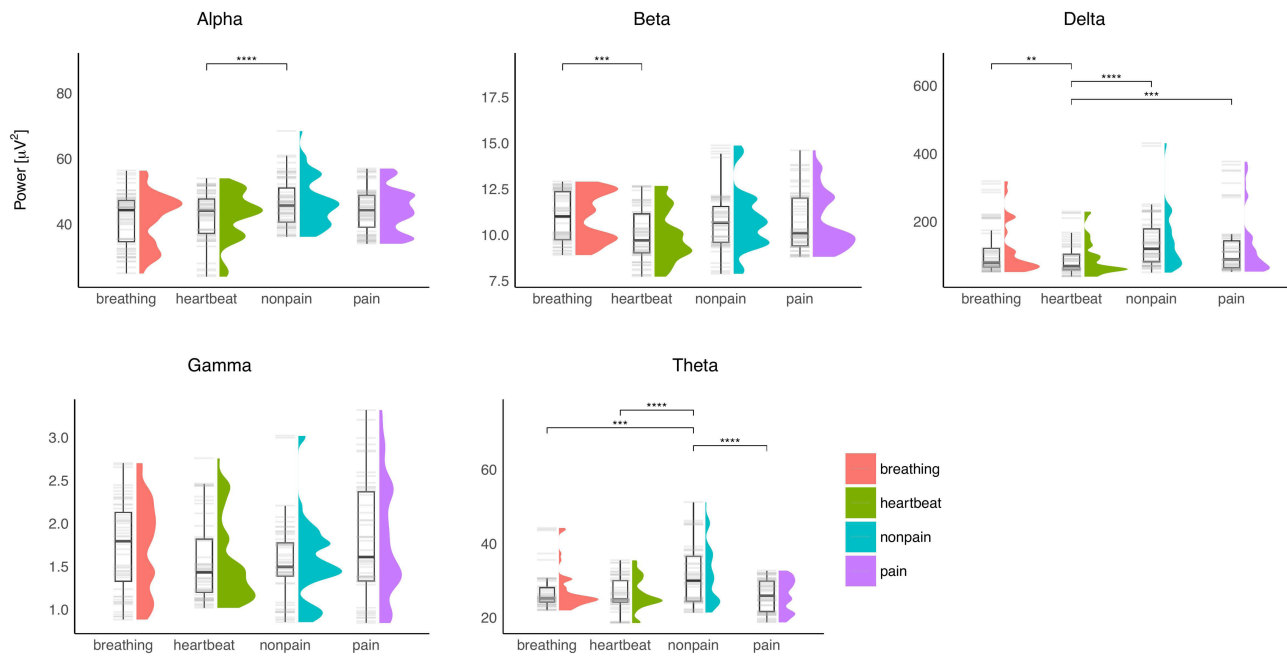 Alpha
Beta
Delta
Power [µV²]
80
60
40
****
breathing heartbeat nonpain pain
17.5
15.0
12.5
10.0
7.5
***
breathing heartbeat nonpain pain
600
400
200
**
****
***
breathing heartbeat nonpain pain
Gamma
Theta
3.0
2.5
2.0
1.5
1.0
breathing heartbeat nonpain pain
60
40
20
****
***
****
breathing heartbeat nonpain pain
breathing
heartbeat
nonpain
pain